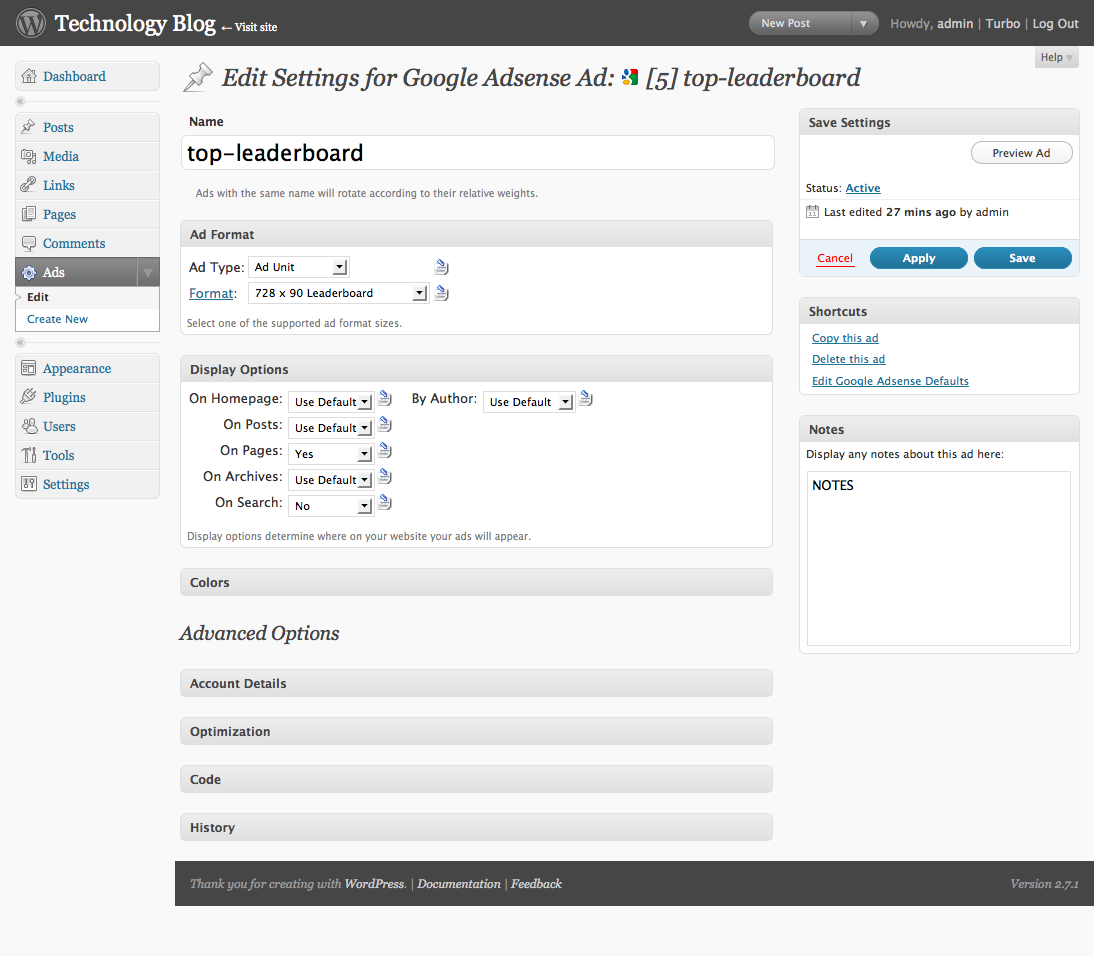 Technology Blog ← Visit site
New Post
Howdy, admin | Turbo | Log Out
Help
Dashboard
Posts
Media
Links
Pages
Comments
Ads
Edit
Create New
Appearance
Plugins
Users
Tools
Settings
Edit Settings for Google Adsense Ad: [5] top-leaderboard
Name
top-leaderboard
Ads with the same name will rotate according to their relative weights.
Ad Format
Ad Type: Ad Unit
Format: 728 x 90 Leaderboard
Select one of the supported ad format sizes.
Display Options
On Homepage: Use Default By Author: Use Default
On Posts: Use Default
On Pages: Yes
On Archives: Use Default
On Search: No
Display options determine where on your website your ads will appear.
Colors
Advanced Options
Account Details
Optimization
Code
History
Save Settings
Preview Ad
Status: Active
Last edited 27 mins ago by admin
Cancel Apply Save
Shortcuts
Copy this ad
Delete this ad
Edit Google Adsense Defaults
Notes
Display any notes about this ad here:
NOTES
Thank you for creating with WordPress. | Documentation | Feedback
Version 2.7.1